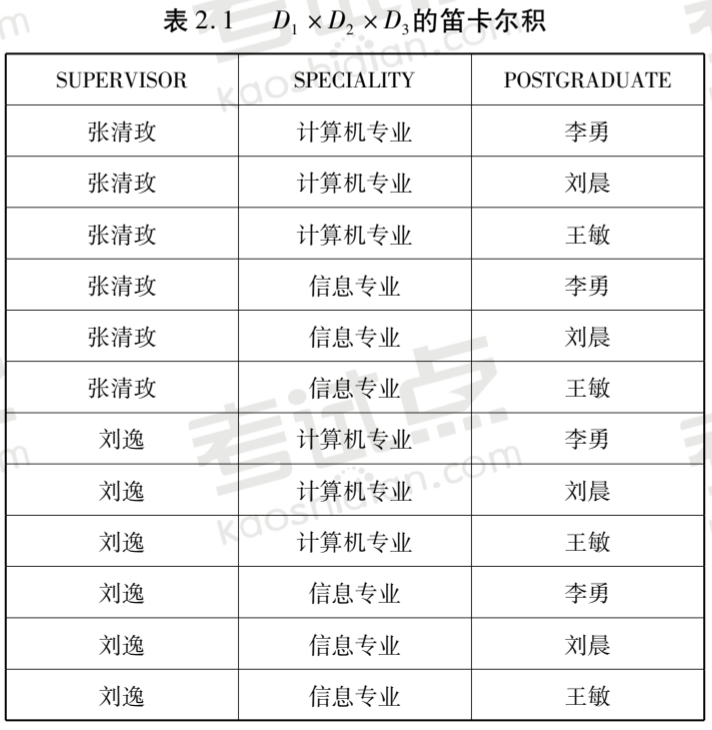 表 2.1 D₁×D₂×D₃的笛卡尔积
SUPERVISOR SPECIALITY POSTGRADUATE
张清玫 计算机专业 李勇
张清玫 计算机专业 刘晨
张清玫 计算机专业 王敏
张清玫 信息专业 李勇
张清玫 信息专业 刘晨
张清玫 信息专业 王敏
刘逸 计算机专业 李勇
刘逸 计算机专业 刘晨
刘逸 计算机专业 王敏
刘逸 信息专业 李勇
刘逸 信息专业 刘晨
刘逸 信息专业 王敏
考试点
kaoshidian.com